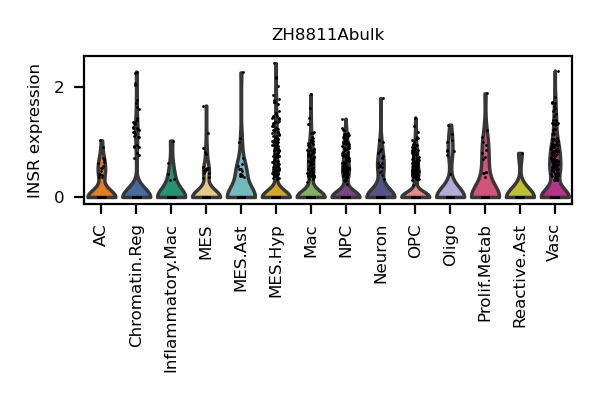 ZH8811Abulk
INSR expression
2
0
AC
Chromatin.Reg
Inflammatory.Mac
MES
MES.Ast
MES.Hyp
Mac
NPC
Neuron
OPC
Oligo
Prolif.Metab
Reactive.Ast
Vasc